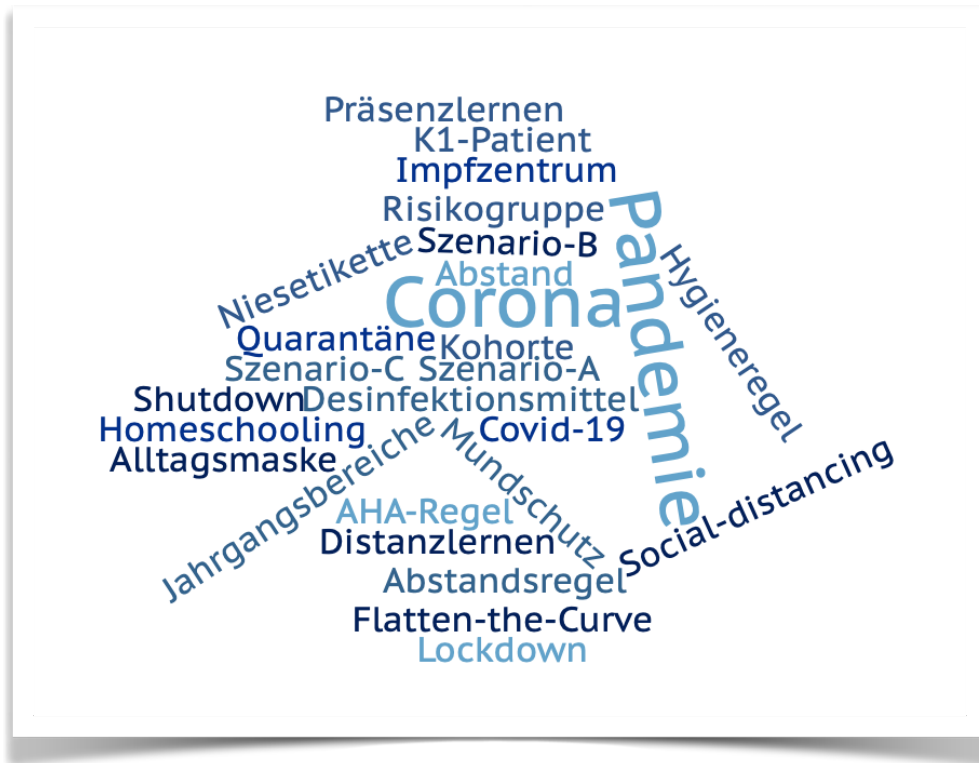 Präsenzlernen
K1-Patient
Impfzentrum
Risikogruppe
Pandemie
Szenario-B
Niesetikette
Hygieneregel
Abstand
Corona
Quarantäne
Kohorte
Szenario-C
Szenario-A
Shutdown
Desinfektionsmittel
Homeschooling
Covid-19
Alltagsmaske
Jahrgangsbereiche
Mundschutz
Social-distancing
AHA-Regel
Distanzlernen
Abstandsregel
Flatten-the-Curve
Lockdown